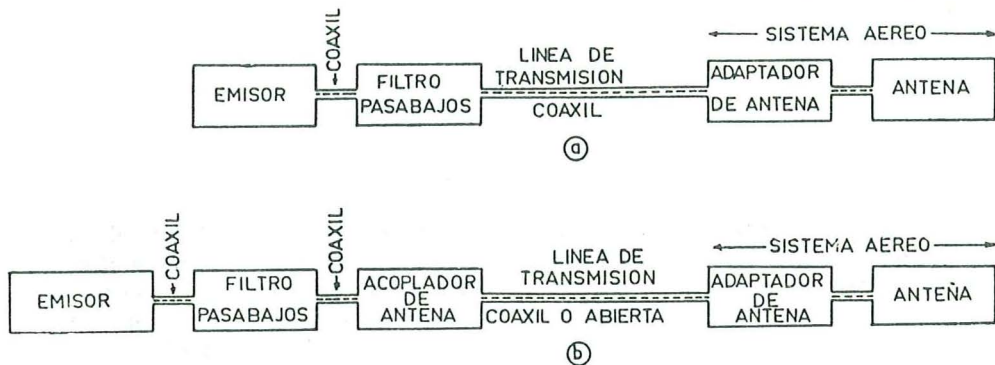 SISTEMA AEREO
COAXIL
EMISOR
FILTRO
PASABAJOS
LINEA DE
TRANSMISION
COAXIL
ADAPTADOR
DE ANTENA
ANTENA
a
SISTEMA AEREO
COAXIL
COAXIL
EMISOR
FILTRO
PASABAJOS
ACOPLADOR
DE
ANTENA
LINEA DE
TRANSMISION
COAXIL O ABIERTA
ADAPTADOR
DE
ANTENA
ANTEÑA
b